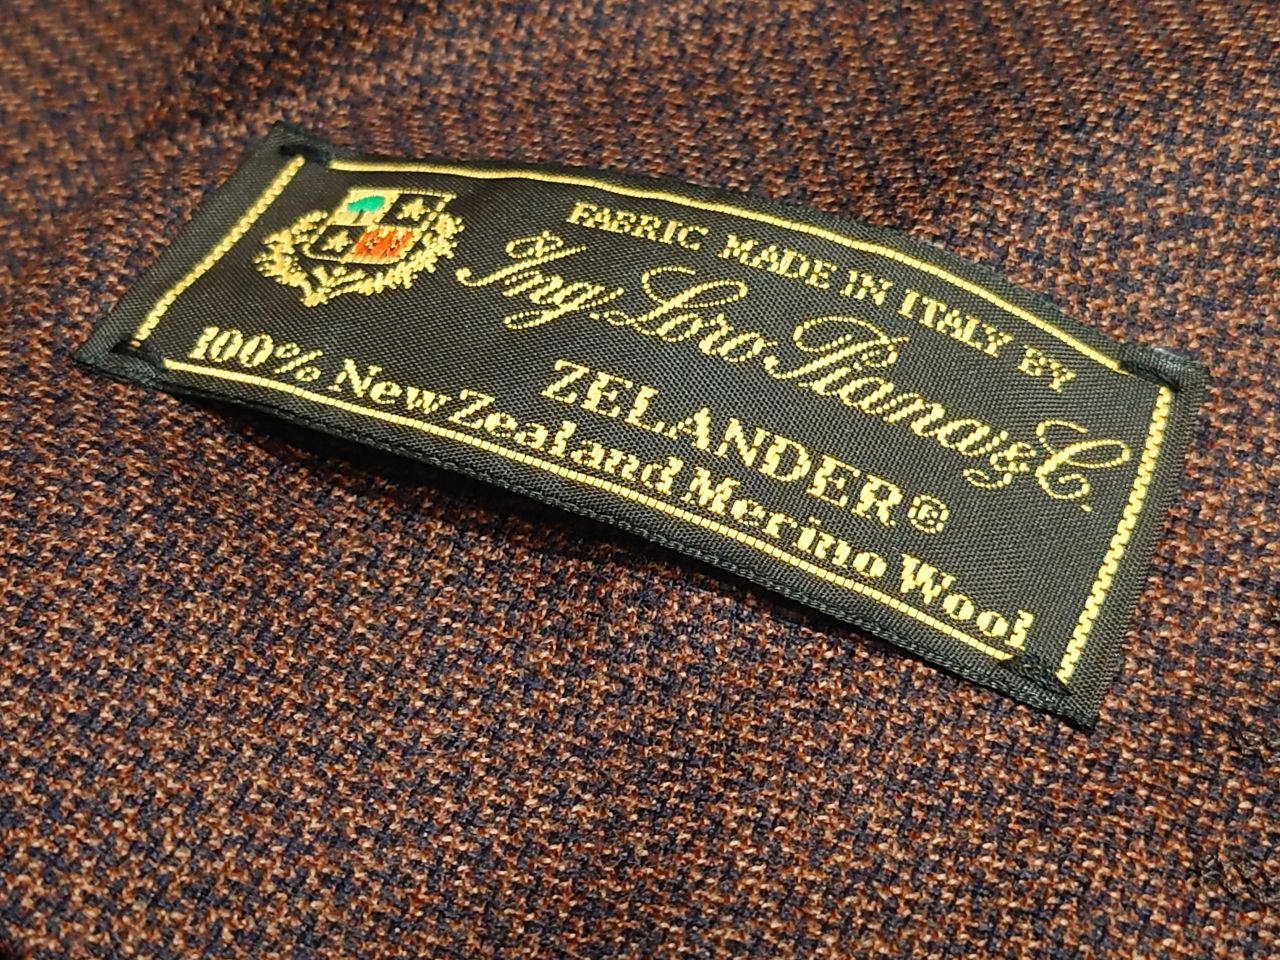 FABRIC MADE IN ITALY BY
Ing. Loro Piana & C.
ZELANDER®
100% New Zealand Merino Wool